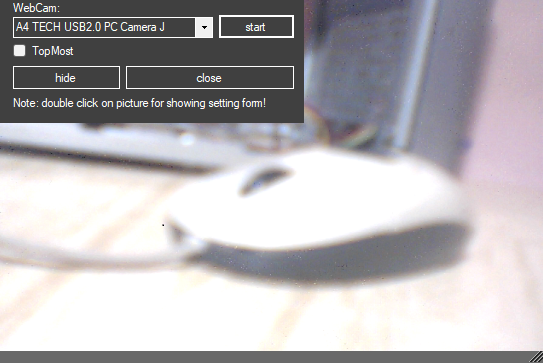 WebCam:
A4 TECH USB2.0 PC Camera J
start
TopMost
hide
close
Note: double click on picture for showing setting form!